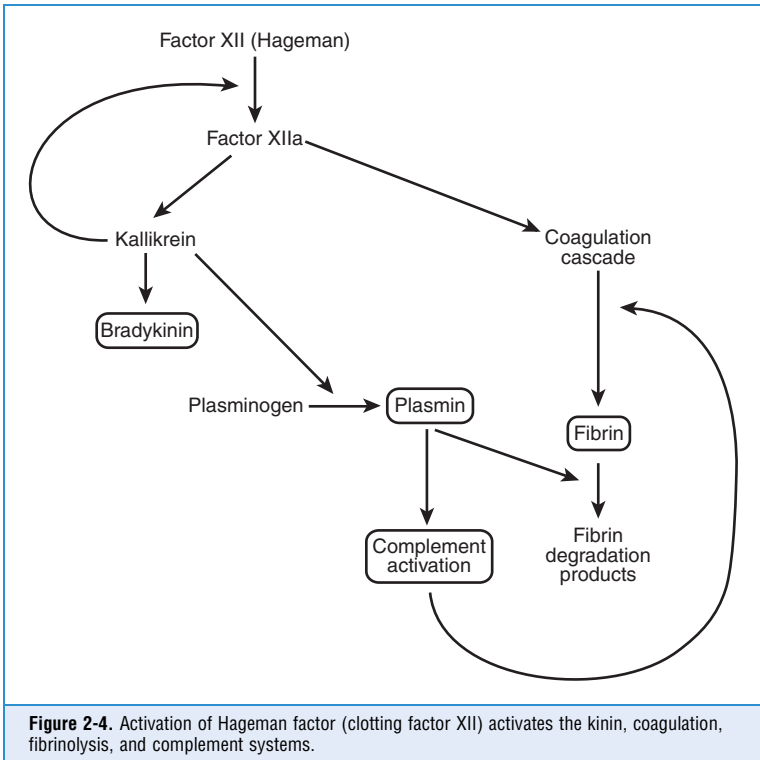 Factor XII (Hageman)
Factor XIIa
Kallikrein
Coagulation
cascade
Bradykinin
Plasminogen
Plasmin
Fibrin
Complement
activation
Fibrin
degradation
products
Figure 2-4. Activation of Hageman factor (clotting factor XII) activates the kinin, coagulation,
fibrinolysis, and complement systems.